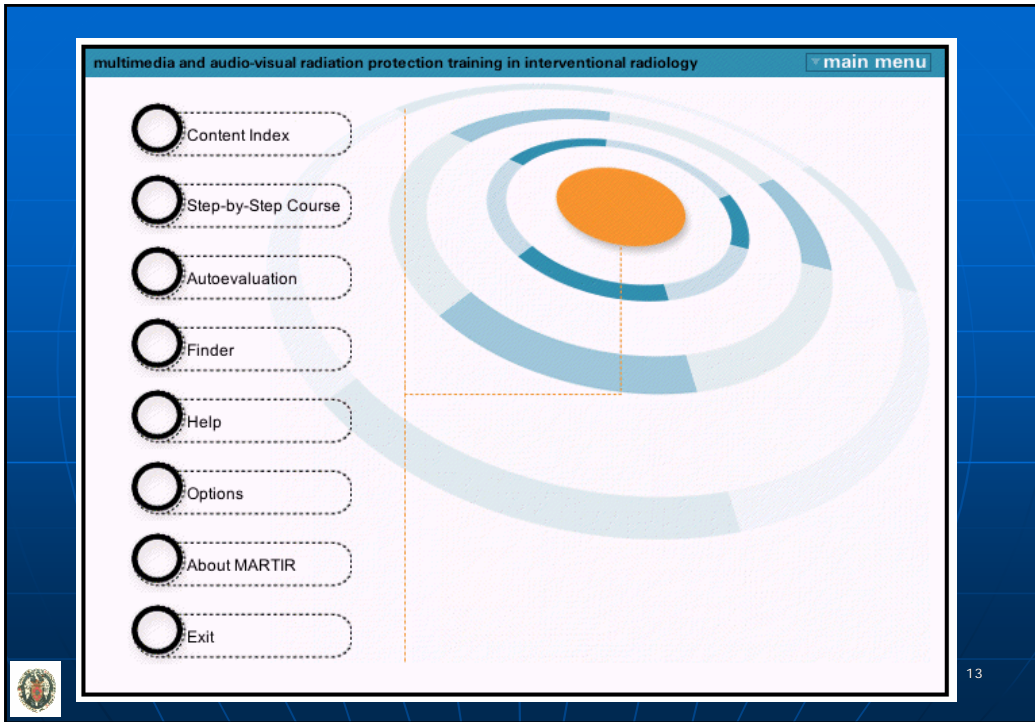 multimedia and audio-visual radiation protection training in interventional radiology
main menu
Content Index
Step-by-Step Course
Autoevaluation
Finder
Help
Options
About MARTIR
Exit
13